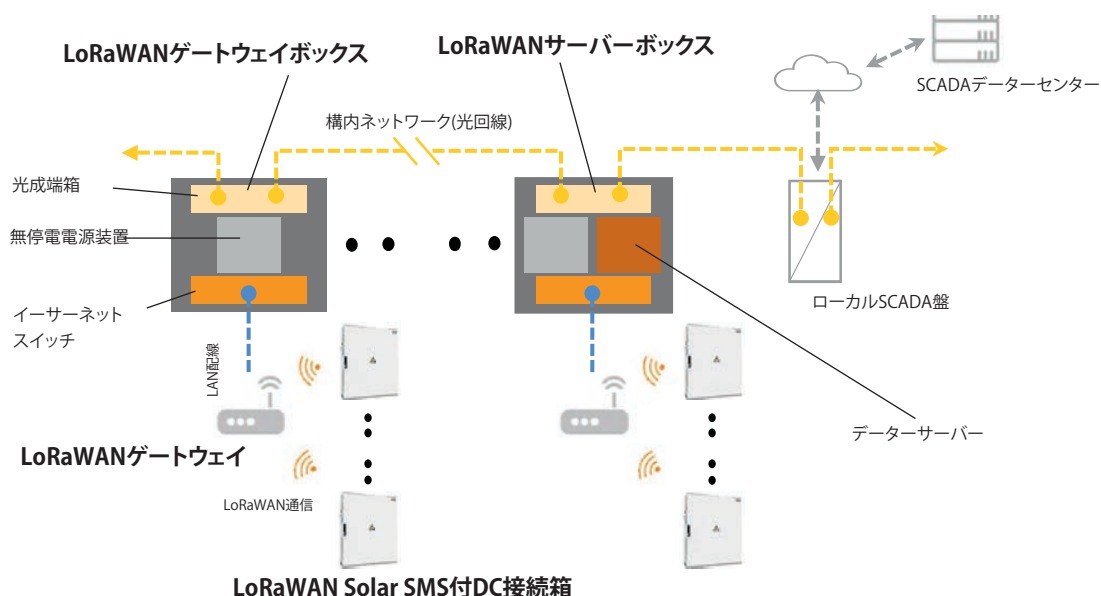 LoRaWANゲートウェイボックス
LoRaWANサーバーボックス
SCADAデーターセンター
構内ネットワーク(光回線)
光成端箱
無停電電源装置
イーサーネット
スイッチ
ローカルSCADA盤
LAN配線
データーサーバー
LoRaWANゲートウェイ
LoRaWAN通信
LoRaWAN Solar SMS付DC接続箱